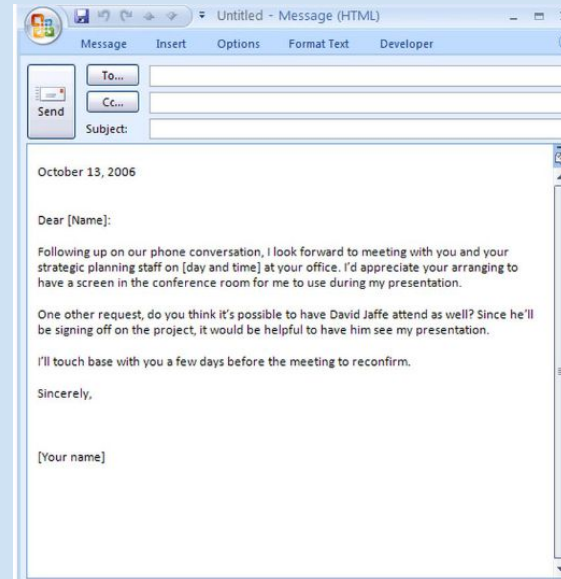 Untitled - Message (HTML)
Message Insert Options Format Text Developer
To...
Send
Cc...
Subject:
October 13, 2006
Dear [Name]:
Following up on our phone conversation, I look forward to meeting with you and your
strategic planning staff on [day and time] at your office. I'd appreciate your arranging to
have a screen in the conference room for me to use during my presentation.
One other request, do you think it's possible to have David Jaffe attend as well? Since he'll
be signing off on the project, it would be helpful to have him see my presentation.
I'll touch base with you a few days before the meeting to reconfirm.
Sincerely,
[Your name]